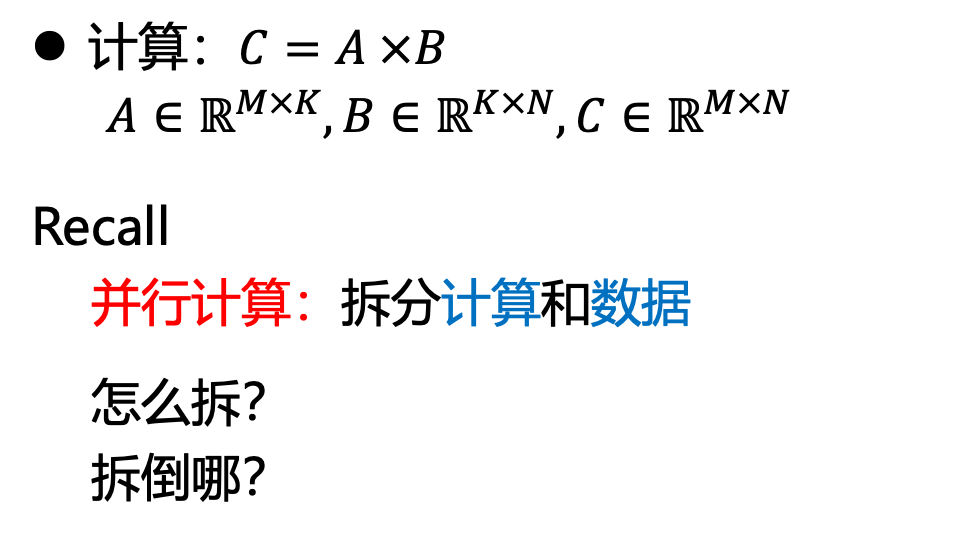 ● 计算：𝐶 = 𝐴 ×𝐵
𝐴 ∈ ℝ^{𝑀×𝐾}, 𝐵 ∈ ℝ^{𝐾×𝑁}, 𝐶 ∈ ℝ^{𝑀×𝑁}
Recall
并行计算：拆分计算和数据
怎么拆？
拆倒哪？